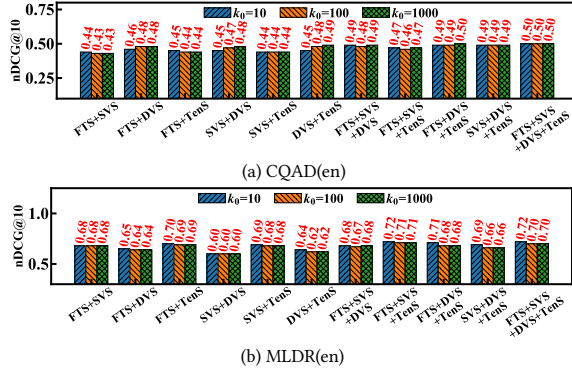 k₀=10 k₀=100 k₀=1000
nDCG@10
0.50
0.25
0.44 0.43 0.43 0.46 0.48 0.48 0.45 0.44 0.44 0.45 0.47 0.48 0.44 0.44 0.44 0.45 0.48 0.49 0.49 0.48 0.49 0.47 0.46 0.47 0.49 0.49 0.50 0.49 0.49 0.49 0.50 0.50 0.50
FTS+SVS
FTS+DVS
FTS+TenS
SVS+DVS
SVS+TenS
DVS+TenS
FTS+SVS
+DVS
FTS+SVS
+TenS
FTS+DVS
+TenS
SVS+DVS
+TenS
FTS+SVS
+DVS+TenS
(a) CQAD(en)
k₀=10 k₀=100 k₀=1000
nDCG@10
1.0
0.5
0.68 0.68 0.68 0.65 0.64 0.64 0.70 0.69 0.69 0.60 0.60 0.60 0.69 0.68 0.68 0.64 0.62 0.62 0.68 0.67 0.68 0.72 0.71 0.71 0.71 0.68 0.68 0.69 0.66 0.66 0.72 0.70 0.70
FTS+SVS
FTS+DVS
FTS+TenS
SVS+DVS
SVS+TenS
DVS+TenS
FTS+SVS
+DVS
FTS+SVS
+TenS
FTS+DVS
+TenS
SVS+DVS
+TenS
FTS+SVS
+DVS+TenS
(b) MLDR(en)